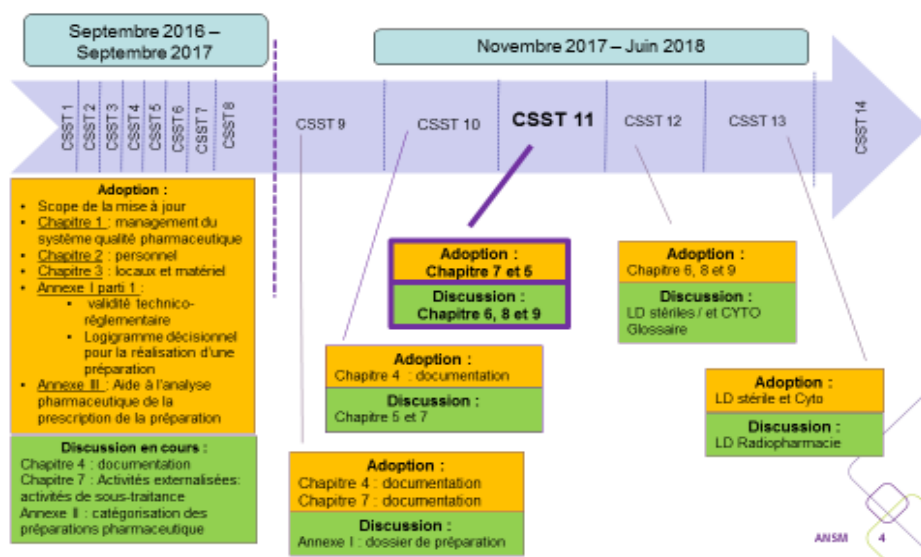 Septembre 2016 –
Septembre 2017
Novembre 2017 – Juin 2018
CSST 1
CSST 2
CSST 3
CSST 4
CSST 5
CSST 6
CSST 7
CSST 8
CSST 9
CSST 10
CSST 11
CSST 12
CSST 13
CSST 14
Adoption :
• Scope de la mise à jour
• Chapitre 1 : management du
système qualité pharmaceutique
• Chapitre 2 : personnel
• Chapitre 3 : locaux et matériel
• Annexe I parti 1 :
• validité technico-
réglementaire
• Logigramme décisionnel
pour la réalisation d'une
préparation
• Annexe III : Aide à l'analyse
pharmaceutique de la
prescription de la préparation
Discussion en cours :
Chapitre 4 : documentation
Chapitre 7 : Activités externalisées:
activités de sous-traitance
Annexe II : catégorisation des
préparations pharmaceutique
Adoption :
Chapitre 4 : documentation
Chapitre 7 : documentation
Discussion :
Annexe I : dossier de préparation
Adoption :
Chapitre 4 : documentation
Discussion :
Chapitre 5 et 7
Adoption :
Chapitre 7 et 5
Discussion :
Chapitre 6, 8 et 9
Adoption :
Chapitre 6, 8 et 9
Discussion :
LD stériles / et CYTO
Glossaire
Adoption :
LD stérile et Cyto
Discussion :
LD Radiopharmacie
ANSM 4